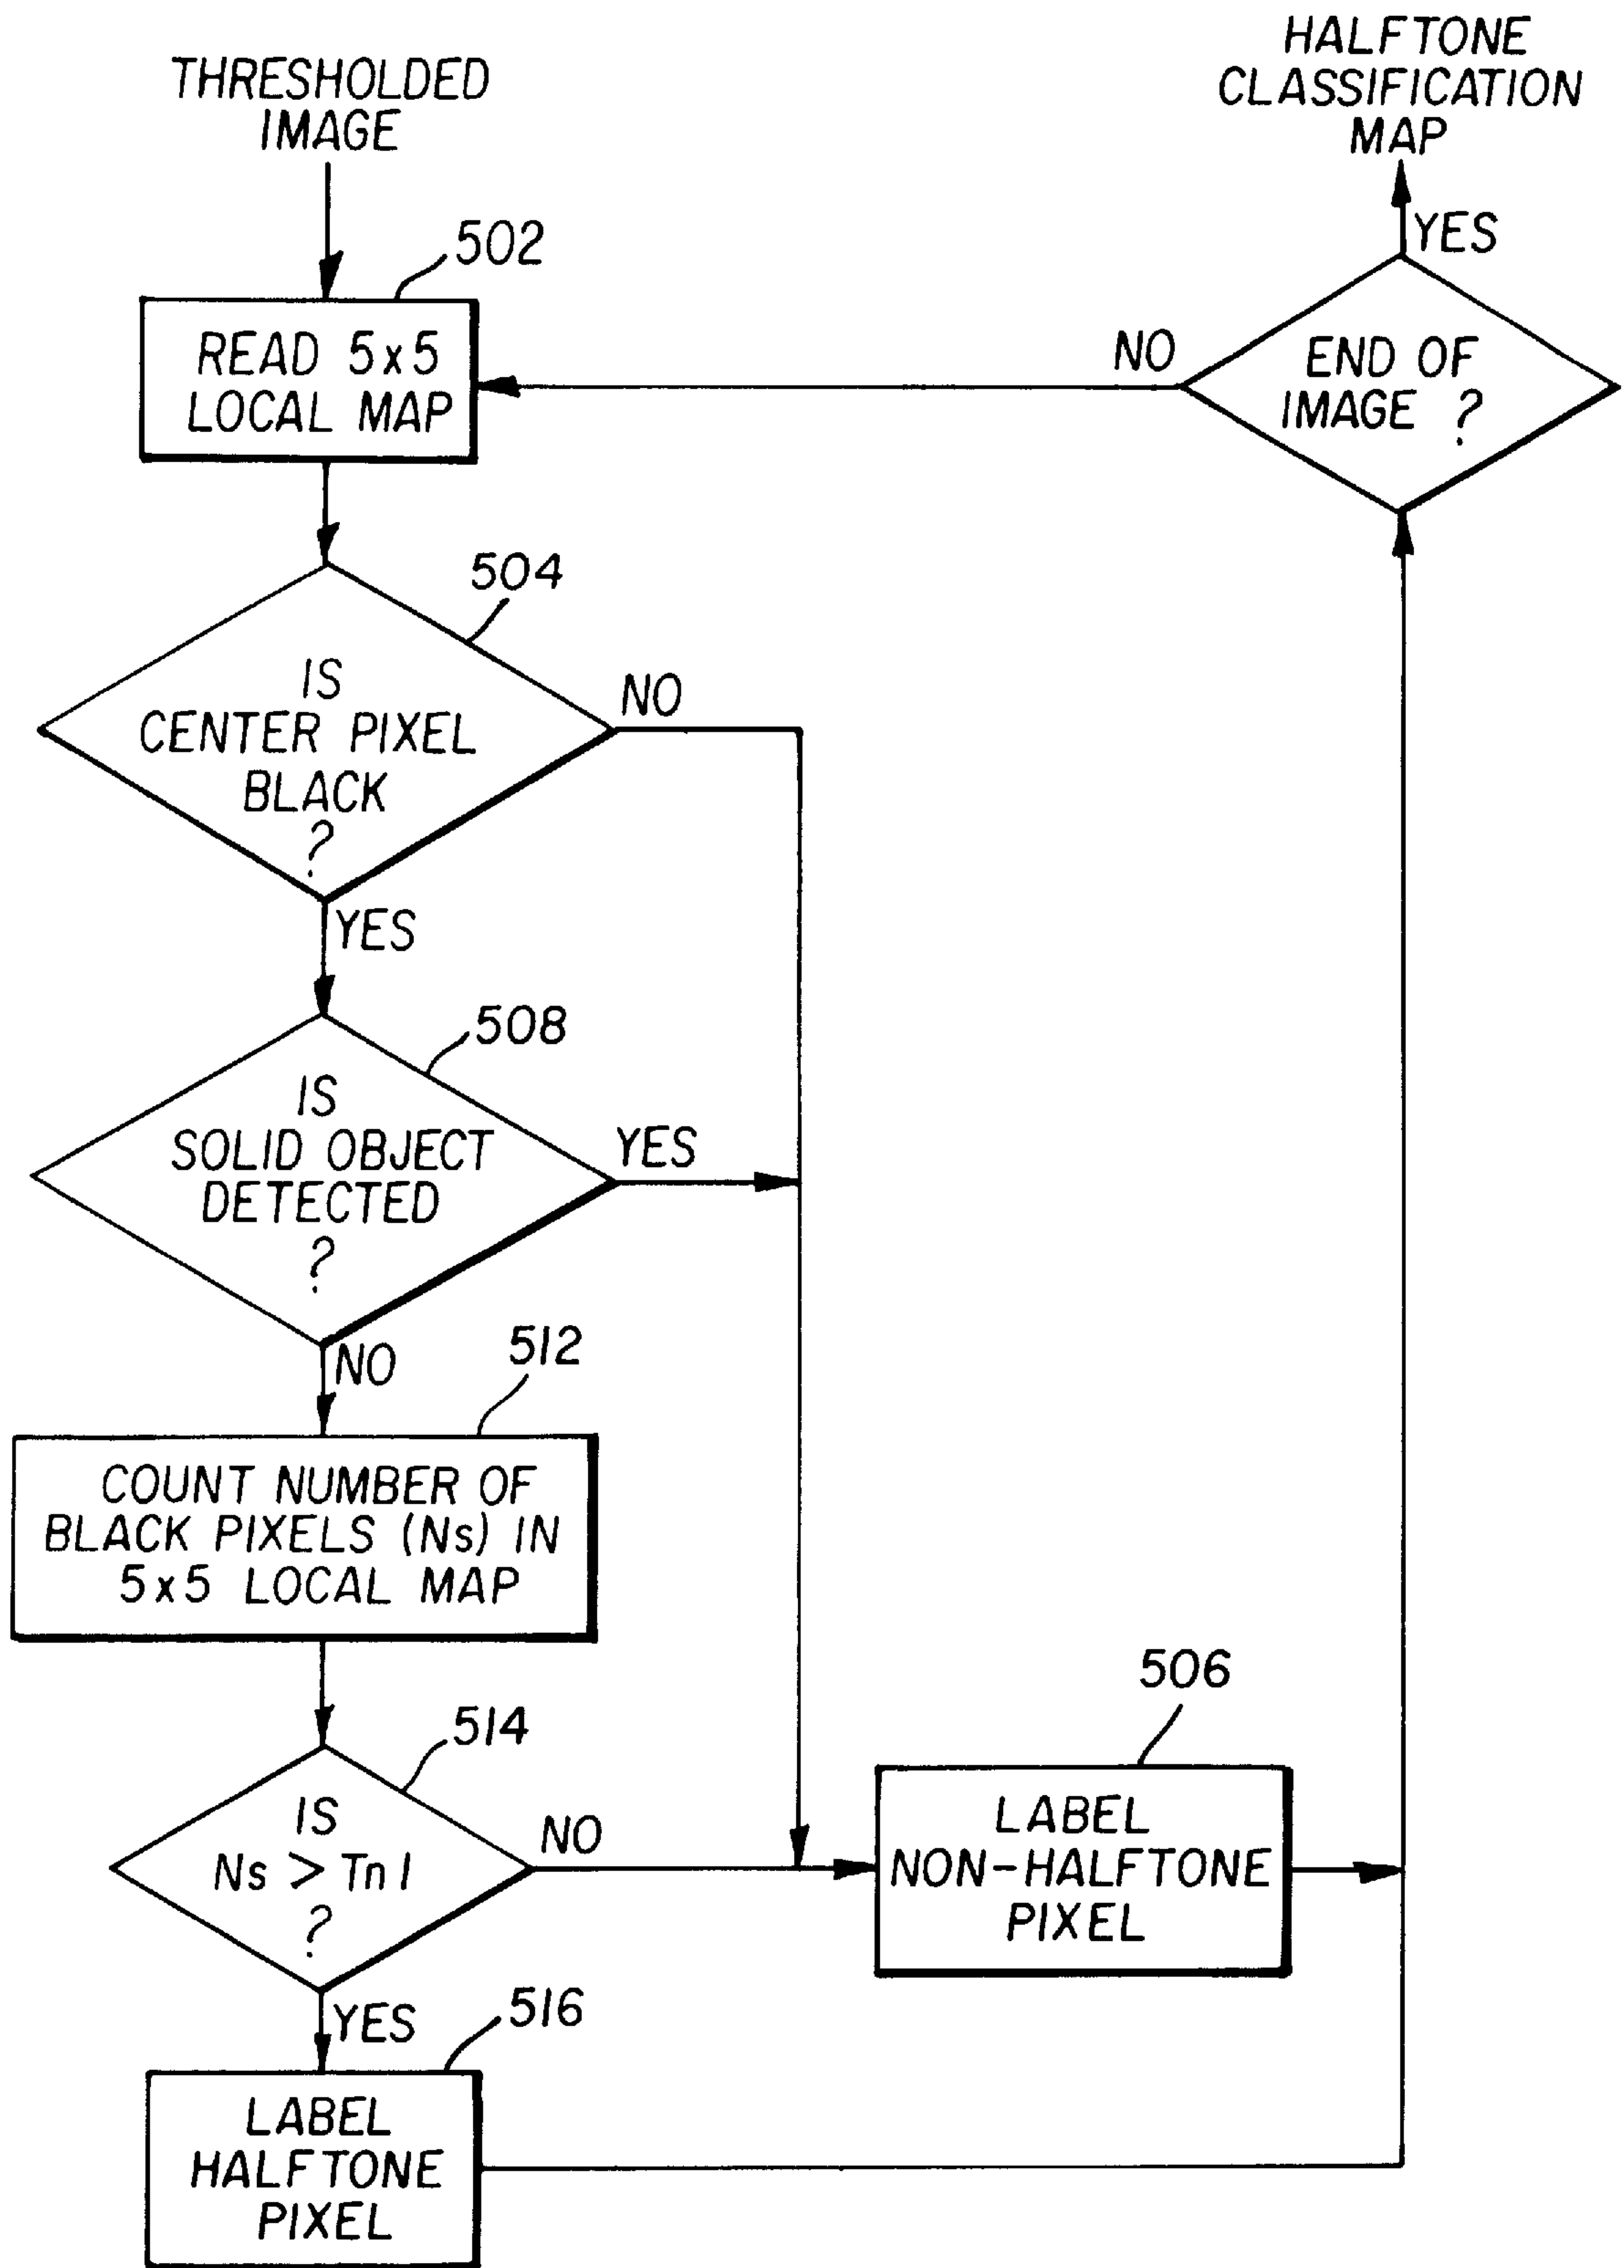 THRESHOLDED
IMAGE
HALFTONE
CLASSIFICATION
MAP
YES
502
READ 5x5
LOCAL MAP
NO
END OF
IMAGE ?
504
IS
CENTER PIXEL
BLACK
?
NO
YES
508
IS
SOLID OBJECT
DETECTED
?
YES
NO
512
COUNT NUMBER OF
BLACK PIXELS (Ns) IN
5x5 LOCAL MAP
514
IS
Ns > Tn1
?
NO
506
LABEL
NON-HALFTONE
PIXEL
YES
516
LABEL
HALFTONE
PIXEL